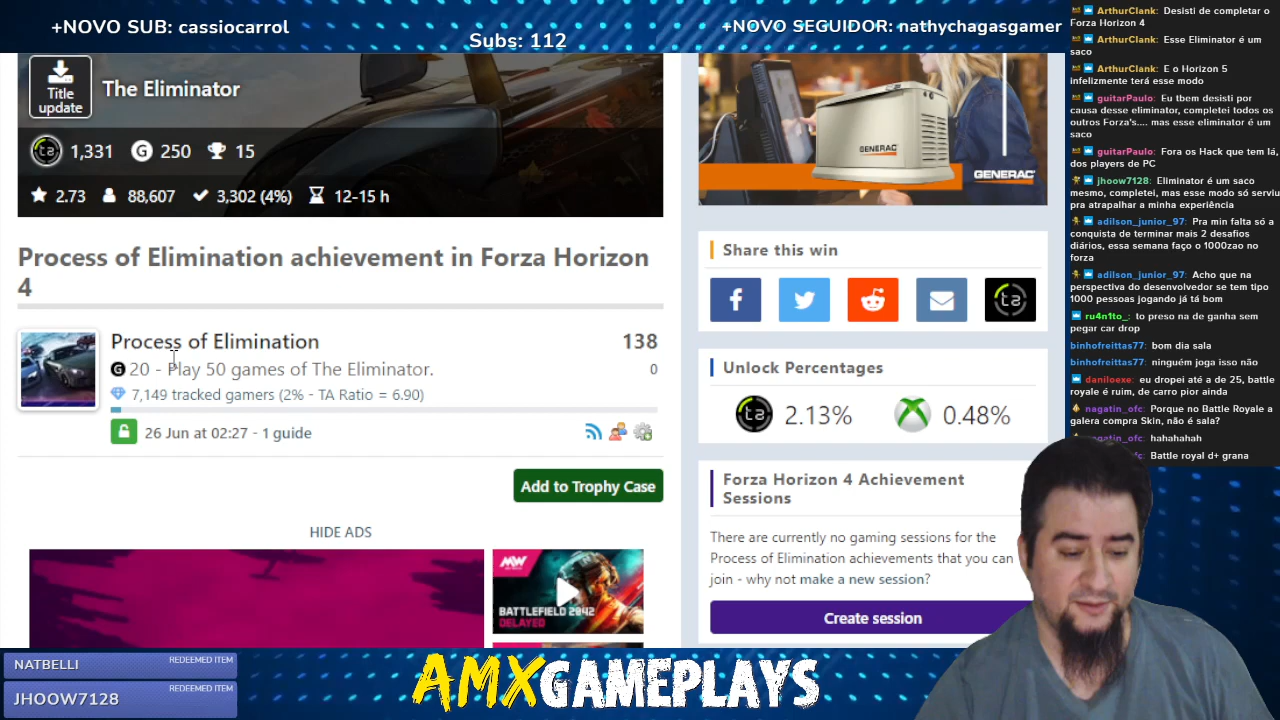 +NOVO SUB: cassiocarrol
Subs: 112
+NOVO SEGUIDOR: nathychagasgamer
Title
update
The Eliminator
ta
1,331
G
250
15
2.73
88,607
3,302 (4%)
12-15 h
Process of Elimination achievement in Forza Horizon
4
Process of Elimination
138
G 20 - Play 50 games of The Eliminator.
0
7,149 tracked gamers (2% - TA Ratio = 6.90)
26 Jun at 02:27 - 1 guide
Add to Trophy Case
HIDE ADS
MW
BATTLEFIELD 2042
DELAYED
GENERAC
GENERAC
Share this win
ta
Unlock Percentages
ta
2.13%
0.48%
Forza Horizon 4 Achievement
Sessions
There are currently no gaming sessions for the
Process of Elimination achievements that you can
join - why not make a new session?
Create session
ArthurClank: Desisti de completar o
Forza Horizon 4
ArthurClank: Esse Eliminator é um
saco
ArthurClank: E o Horizon 5
infelizmente terá esse modo
guitarPaulo: Eu tbem desisti por
causa desse eliminator, completei todos os
outros Forza's.... mas esse eliminator é um
saco
guitarPaulo: Fora os Hack que tem lá,
dos players de PC
jhoow7128: Eliminator é um saco
mesmo, completei, mas esse modo só serviu
pra atrapalhar a minha experiência
adilson_junior_97: Pra min falta só a
conquista de terminar mais 2 desafios
diários, essa semana faço o 1000zao no
forza
adilson_junior_97: Acho que na
perspectiva do desenvolvedor se tem tipo
1000 pessoas jogando já tá bom
ru4n1to_: to preso na de ganha sem
pegar car drop
binhofreittas77: bom dia sala
binhofreittas77: ninguém joga isso não
daniloexe: eu dropei até a de 25, battle
royale é ruim, de carro pior ainda
nagatin_ofc: Porque no Battle Royale a
galera compra Skin, não é sala?
nagatin_ofc: hahahahah
Battle royal d+ grana
NATBELLI
REDEEMED ITEM
JHOOW7128
REDEEMED ITEM
AMXGAMEPLAYS